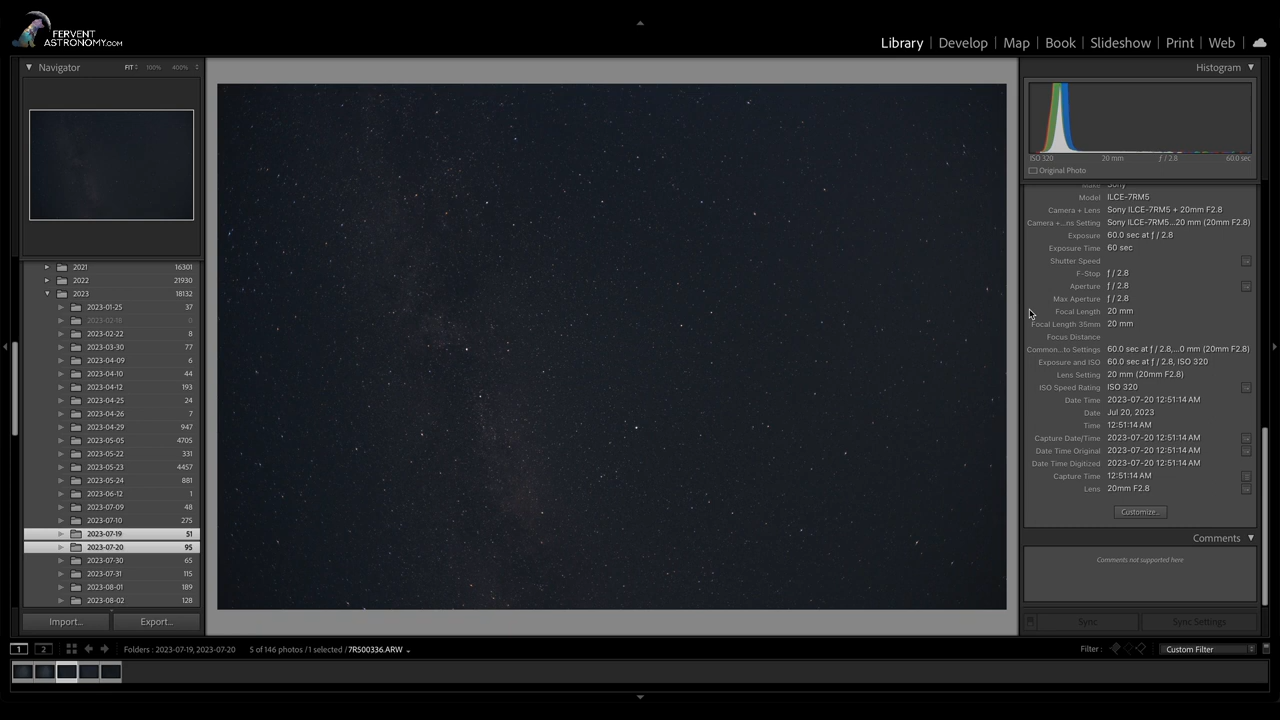 FERVENT
ASTRONOMY.COM
Library | Develop | Map | Book | Slideshow | Print | Web
Navigator FIT 100% 400%
2021 16301
2022 21930
2023 18132
2023-01-25 37
2023-02-18 0
2023-02-22 8
2023-03-30 77
2023-04-09 6
2023-04-10 44
2023-04-12 193
2023-04-25 24
2023-04-26 7
2023-04-29 947
2023-05-05 4705
2023-05-22 331
2023-05-23 4457
2023-05-24 881
2023-06-12 1
2023-07-09 48
2023-07-10 275
2023-07-19 51
2023-07-20 95
2023-07-30 65
2023-07-31 115
2023-08-01 189
2023-08-02 128
Import... Export...
Histogram
ISO 320 20 mm ƒ / 2.8 60.0 sec
Original Photo
Make Sony
Model ILCE-7RM5
Camera + Lens Sony ILCE-7RM5 + 20mm F2.8
Camera +...ns Setting Sony ILCE-7RM5...20 mm (20mm F2.8)
Exposure 60.0 sec at ƒ / 2.8
Exposure Time 60 sec
Shutter Speed
F-Stop ƒ / 2.8
Aperture ƒ / 2.8
Max Aperture ƒ / 2.8
Focal Length 20 mm
Focal Length 35mm 20 mm
Focus Distance
Common...to Settings 60.0 sec at ƒ / 2.8,...0 mm (20mm F2.8)
Exposure and ISO 60.0 sec at ƒ / 2.8, ISO 320
Lens Setting 20 mm (20mm F2.8)
ISO Speed Rating ISO 320
Date Time 2023-07-20 12:51:14 AM
Date Jul 20, 2023
Time 12:51:14 AM
Capture Date/Time 2023-07-20 12:51:14 AM
Date Time Original 2023-07-20 12:51:14 AM
Date Time Digitized 2023-07-20 12:51:14 AM
Capture Time 12:51:14 AM
Lens 20mm F2.8
Customize...
Comments
Comments not supported here
Sync Sync Settings
1 2 Folders : 2023-07-19, 2023-07-20 5 of 146 photos / 1 selected / 7R500336.ARW
Filter : Custom Filter